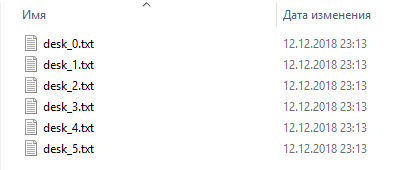 Имя Дата изменения
desk_0.txt 12.12.2018 23:13
desk_1.txt 12.12.2018 23:13
desk_2.txt 12.12.2018 23:13
desk_3.txt 12.12.2018 23:13
desk_4.txt 12.12.2018 23:13
desk_5.txt 12.12.2018 23:13